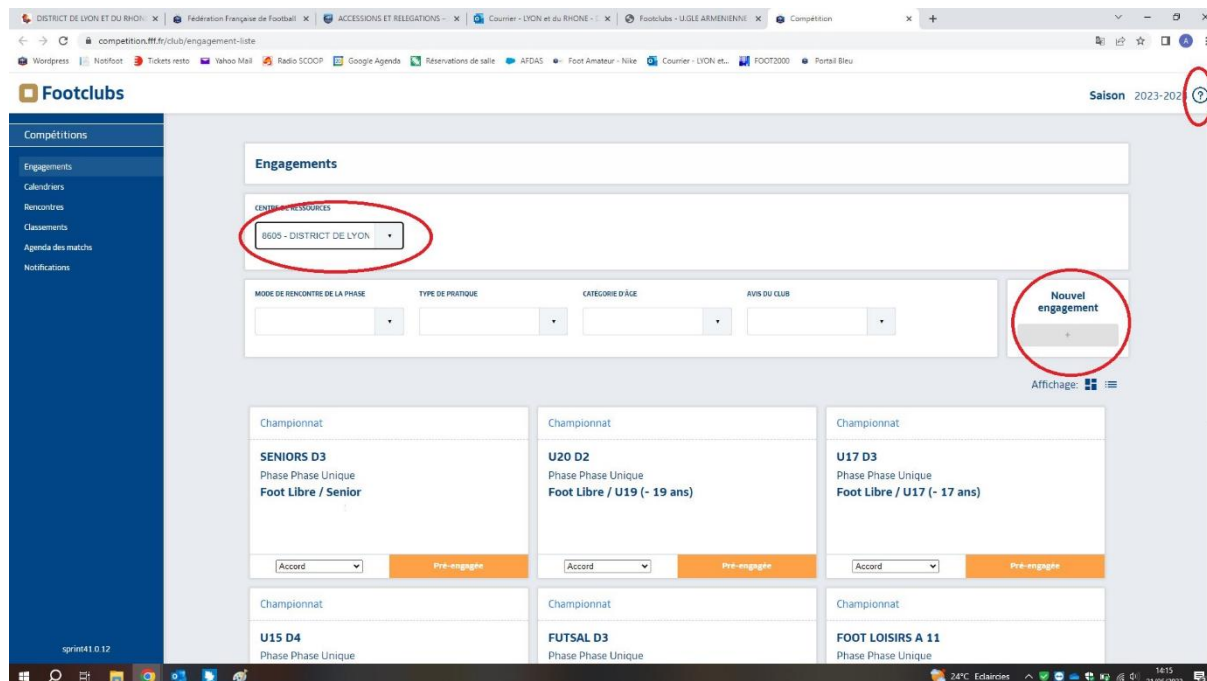 DISTRICT DE LYON ET DU RHON
Fédération Française de Football
ACCESSIONS ET RELEGATIONS -
Courrier - LYON et du RHONE -
Footclubs - U.GLE ARMENIENNE
Compétition
competition.fff.fr/club/engagement-liste
A
Wordpress
Notifoot
Tickets resto
Yahoo Mail
Radio SCOOP
Google Agenda
Réservations de salle
AFDAS
Foot Amateur - Nike
Courrier - LYON et...
FOOT2000
Portail Bleu
Footclubs
Saison 2023-202
?
Compétitions
Engagements
Calendriers
Rencontres
Classements
Agenda des matchs
Notifications
sprint41.0.12
Engagements
CENTRE DE RESSOURCES
8605 - DISTRICT DE LYON
MODE DE RENCONTRE DE LA PHASE
TYPE DE PRATIQUE
CATÉGORIE D'ÂGE
AVIS DU CLUB
Nouvel
engagement
+
Affichage:
Championnat
SENIORS D3
Phase Phase Unique
Foot Libre / Senior
Accord
Pré-engagée
Championnat
U20 D2
Phase Phase Unique
Foot Libre / U19 (- 19 ans)
Accord
Pré-engagée
Championnat
U17 D3
Phase Phase Unique
Foot Libre / U17 (- 17 ans)
Accord
Pré-engagée
Championnat
U15 D4
Phase Phase Unique
Championnat
FUTSAL D3
Phase Phase Unique
Championnat
FOOT LOISIRS A 11
Phase Phase Unique
24°C Eclaircies
14:15